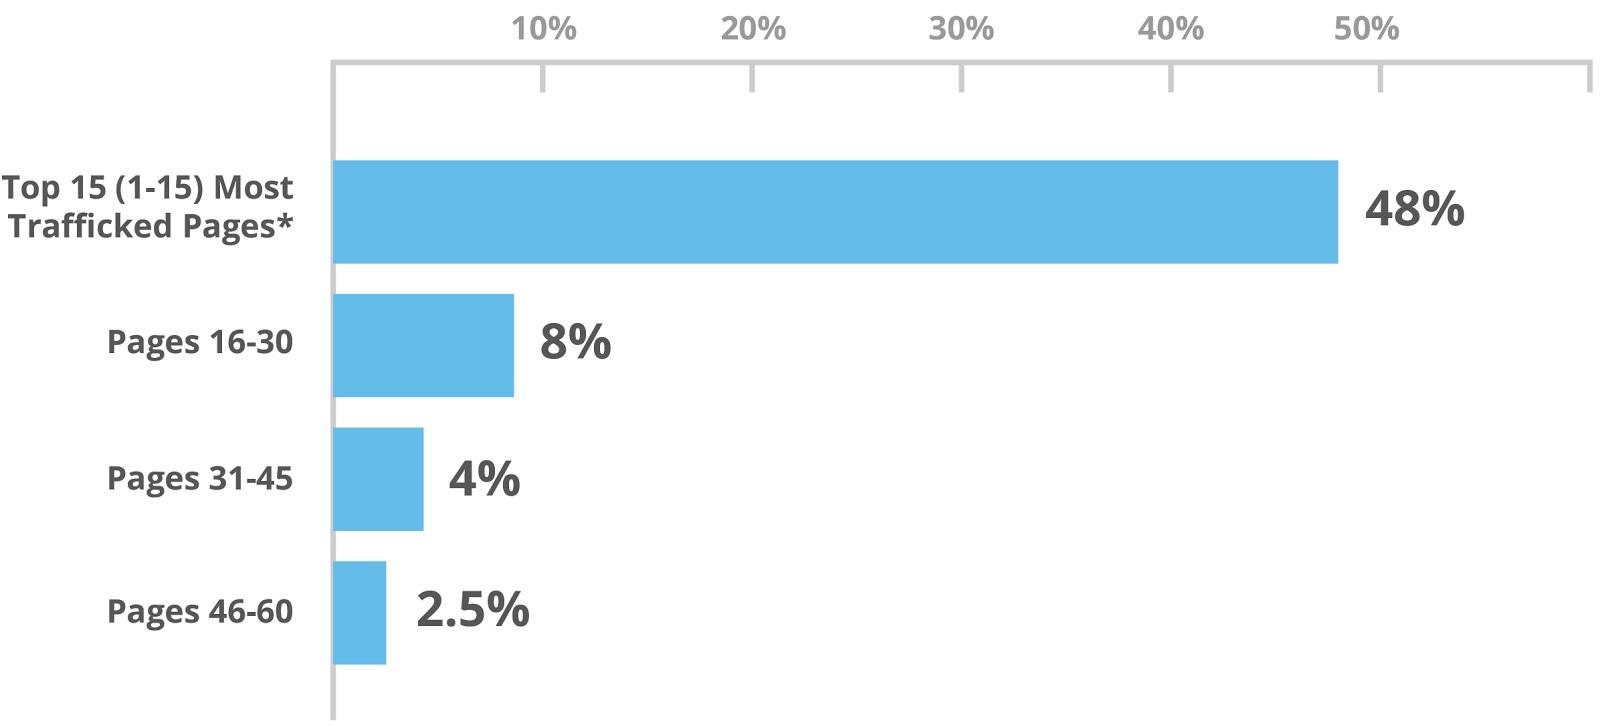 10% 20% 30% 40% 50%
Top 15 (1-15) Most
Trafficked Pages*
48%
Pages 16-30 8%
Pages 31-45 4%
Pages 46-60 2.5%